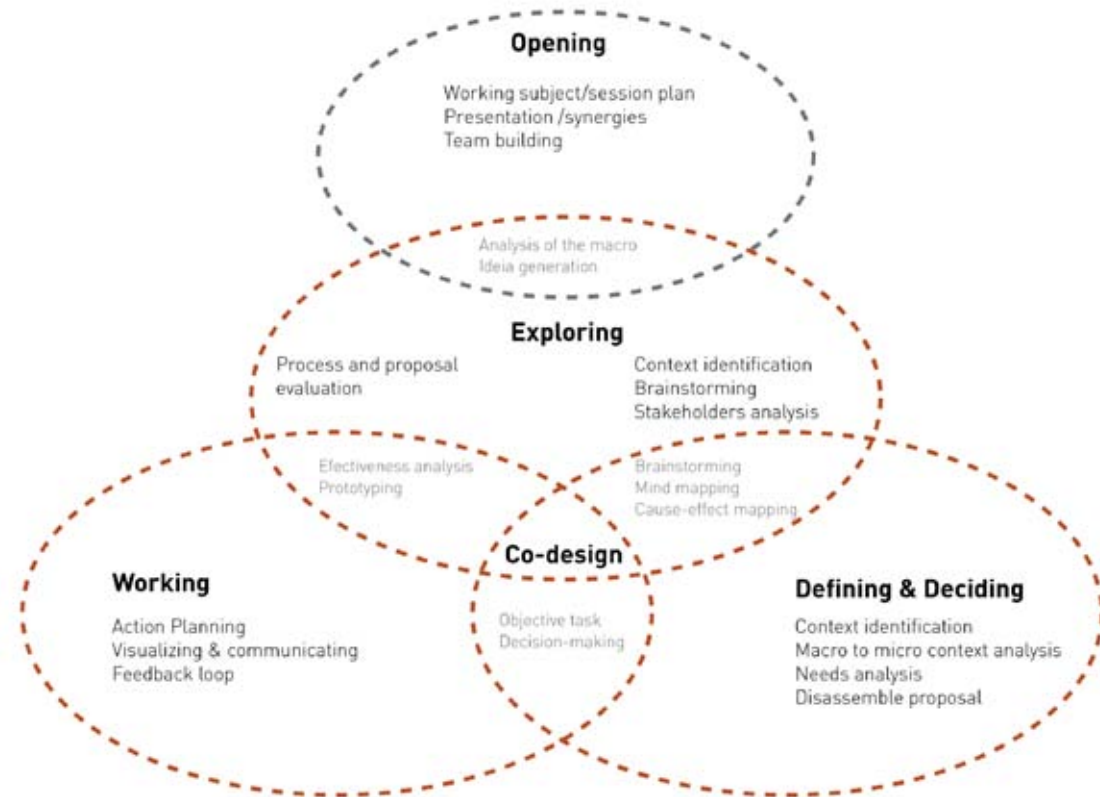 Opening
Working subject/session plan
Presentation /synergies
Team building
Analysis of the macro
Ideia generation
Exploring
Process and proposal
evaluation
Context identification
Brainstorming
Stakeholders analysis
Efectiveness analysis
Prototyping
Brainstorming
Mind mapping
Cause-effect mapping
Co-design
Working
Action Planning
Visualizing & communicating
Feedback loop
Objective task
Decision-making
Defining & Deciding
Context identification
Macro to micro context analysis
Needs analysis
Disassemble proposal